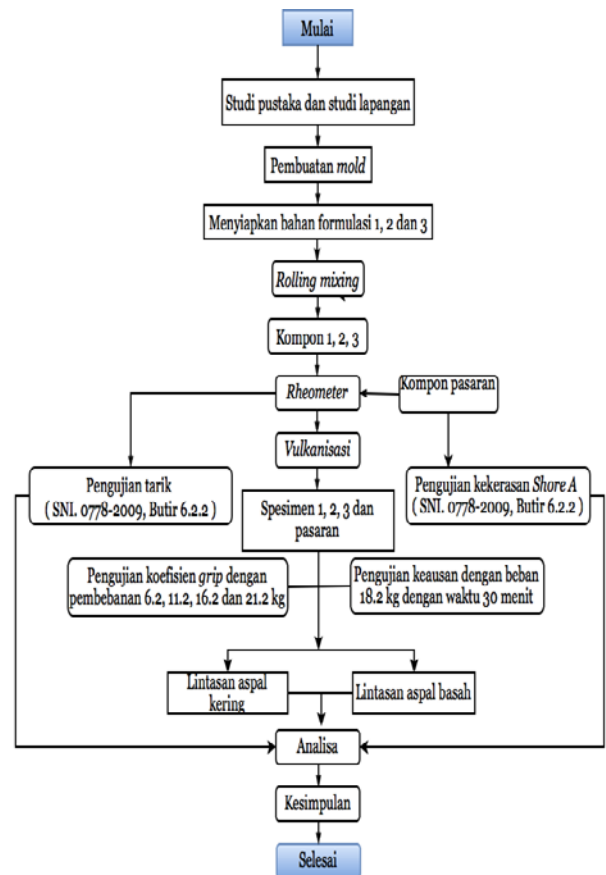 Mulai
Studi pustaka dan studi lapangan
Pembuatan mold
Menyiapkan bahan formulasi 1, 2 dan 3
Rolling mixing
Kompon 1, 2, 3
Rheometer
Kompon pasaran
Vulkanisasi
Pengujian tarik
( SNI. 0778-2009, Butir 6.2.2 )
Pengujian kekerasan Shore A
( SNI. 0778-2009, Butir 6.2.2 )
Spesimen 1, 2, 3 dan
pasaran
Pengujian koefisien grip dengan
pembebanan 6.2, 11.2, 16.2 dan 21.2 kg
Pengujian keausan dengan beban
18.2 kg dengan waktu 30 menit
Lintasan aspal
kering
Lintasan aspal basah
Analisa
Kesimpulan
Selesai